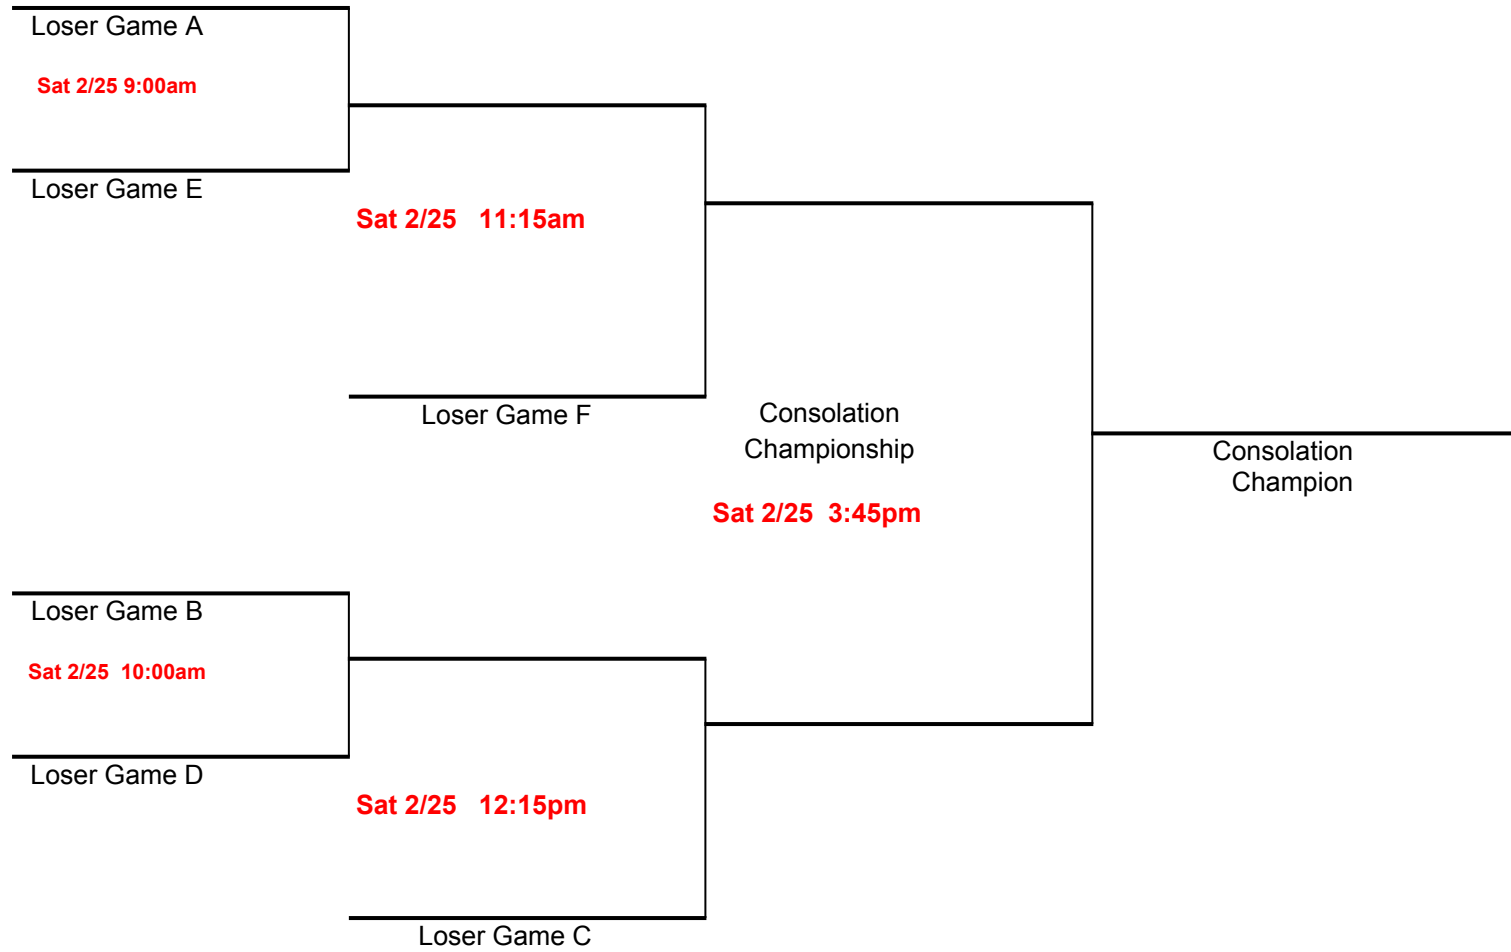 Loser Game A
Sat 2/25 9:00am
Loser Game E
Sat 2/25 11:15am
Loser Game F
Consolation
Championship
Sat 2/25 3:45pm
Consolation
Champion
Loser Game B
Sat 2/25 10:00am
Loser Game D
Sat 2/25 12:15pm
Loser Game C